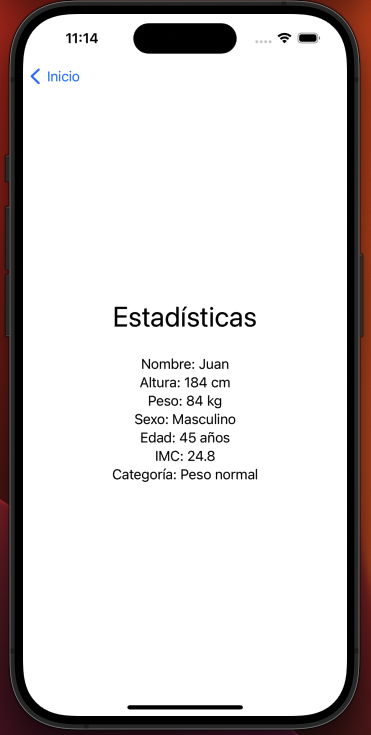 11:14
Inicio
Estadísticas
Nombre: Juan
Altura: 184 cm
Peso: 84 kg
Sexo: Masculino
Edad: 45 años
IMC: 24.8
Categoría: Peso normal